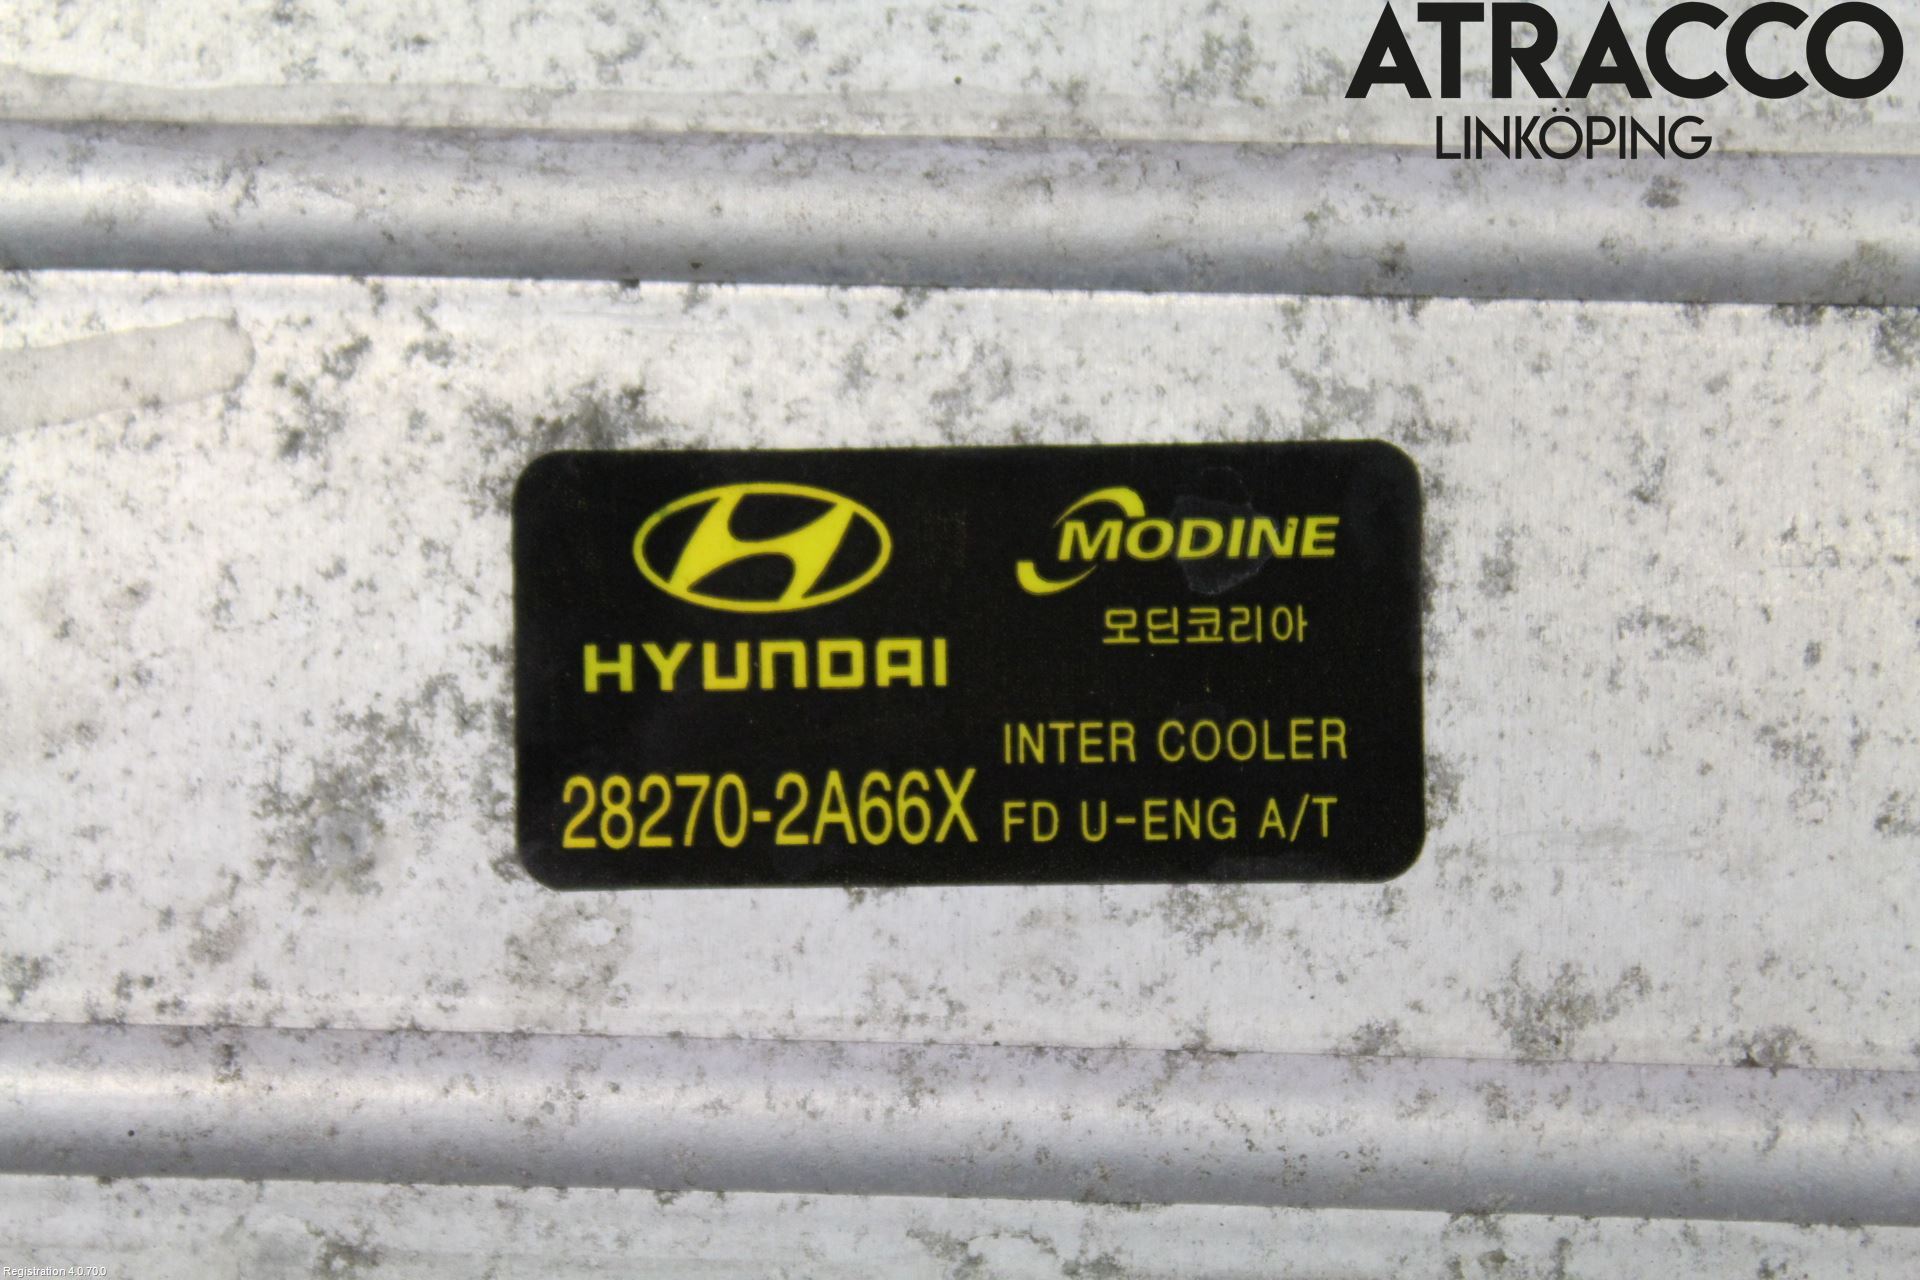 ATRACCO
LINKÖPING
MODINE
모딘코리아
HYUNDAI
INTER COOLER
28270-2A66X FD U-ENG A/T
Registration 4.0.70.0